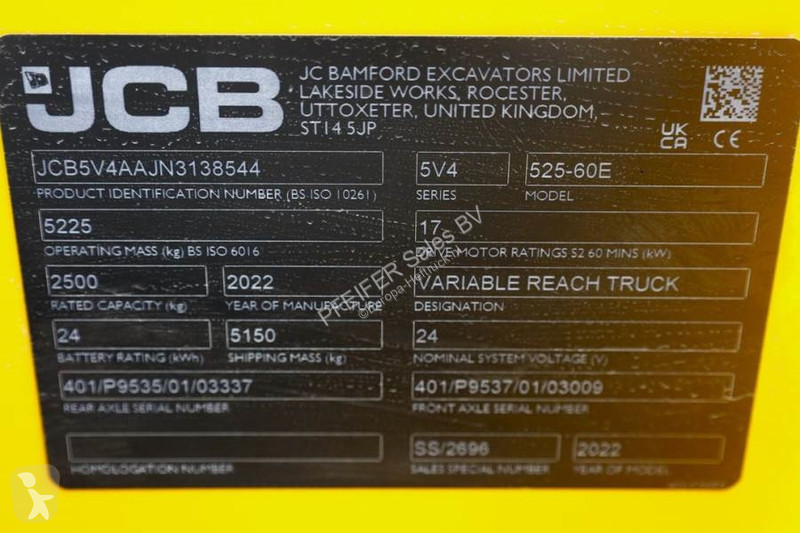 JCB
JC BAMFORD EXCAVATORS LIMITED
LAKESIDE WORKS, ROCESTER,
UTTOXETER, UNITED KINGDOM,
ST14 5JP
UK
CA CE
JCB5V4AAJN3138544 5V4 525-60E
PRODUCT IDENTIFICATION NUMBER (BS ISO 10261) SERIES MODEL
5225 17
OPERATING MASS (kg) BS ISO 6016 DRIVE MOTOR RATINGS S2 60 MINS (kW)
2500 2022 VARIABLE REACH TRUCK
RATED CAPACITY (kg) YEAR OF MANUFACTURE DESIGNATION
24 5150 24
BATTERY RATING (kWh) SHIPPING MASS (kg) NOMINAL SYSTEM VOLTAGE (V)
401/P9535/01/03337 401/P9537/01/03009
REAR AXLE SERIAL NUMBER FRONT AXLE SERIAL NUMBER
SS/2696 2022
HOMOLOGATION NUMBER SALES SPECIAL NUMBER YEAR OF MODEL
PFEIFER Sales BV